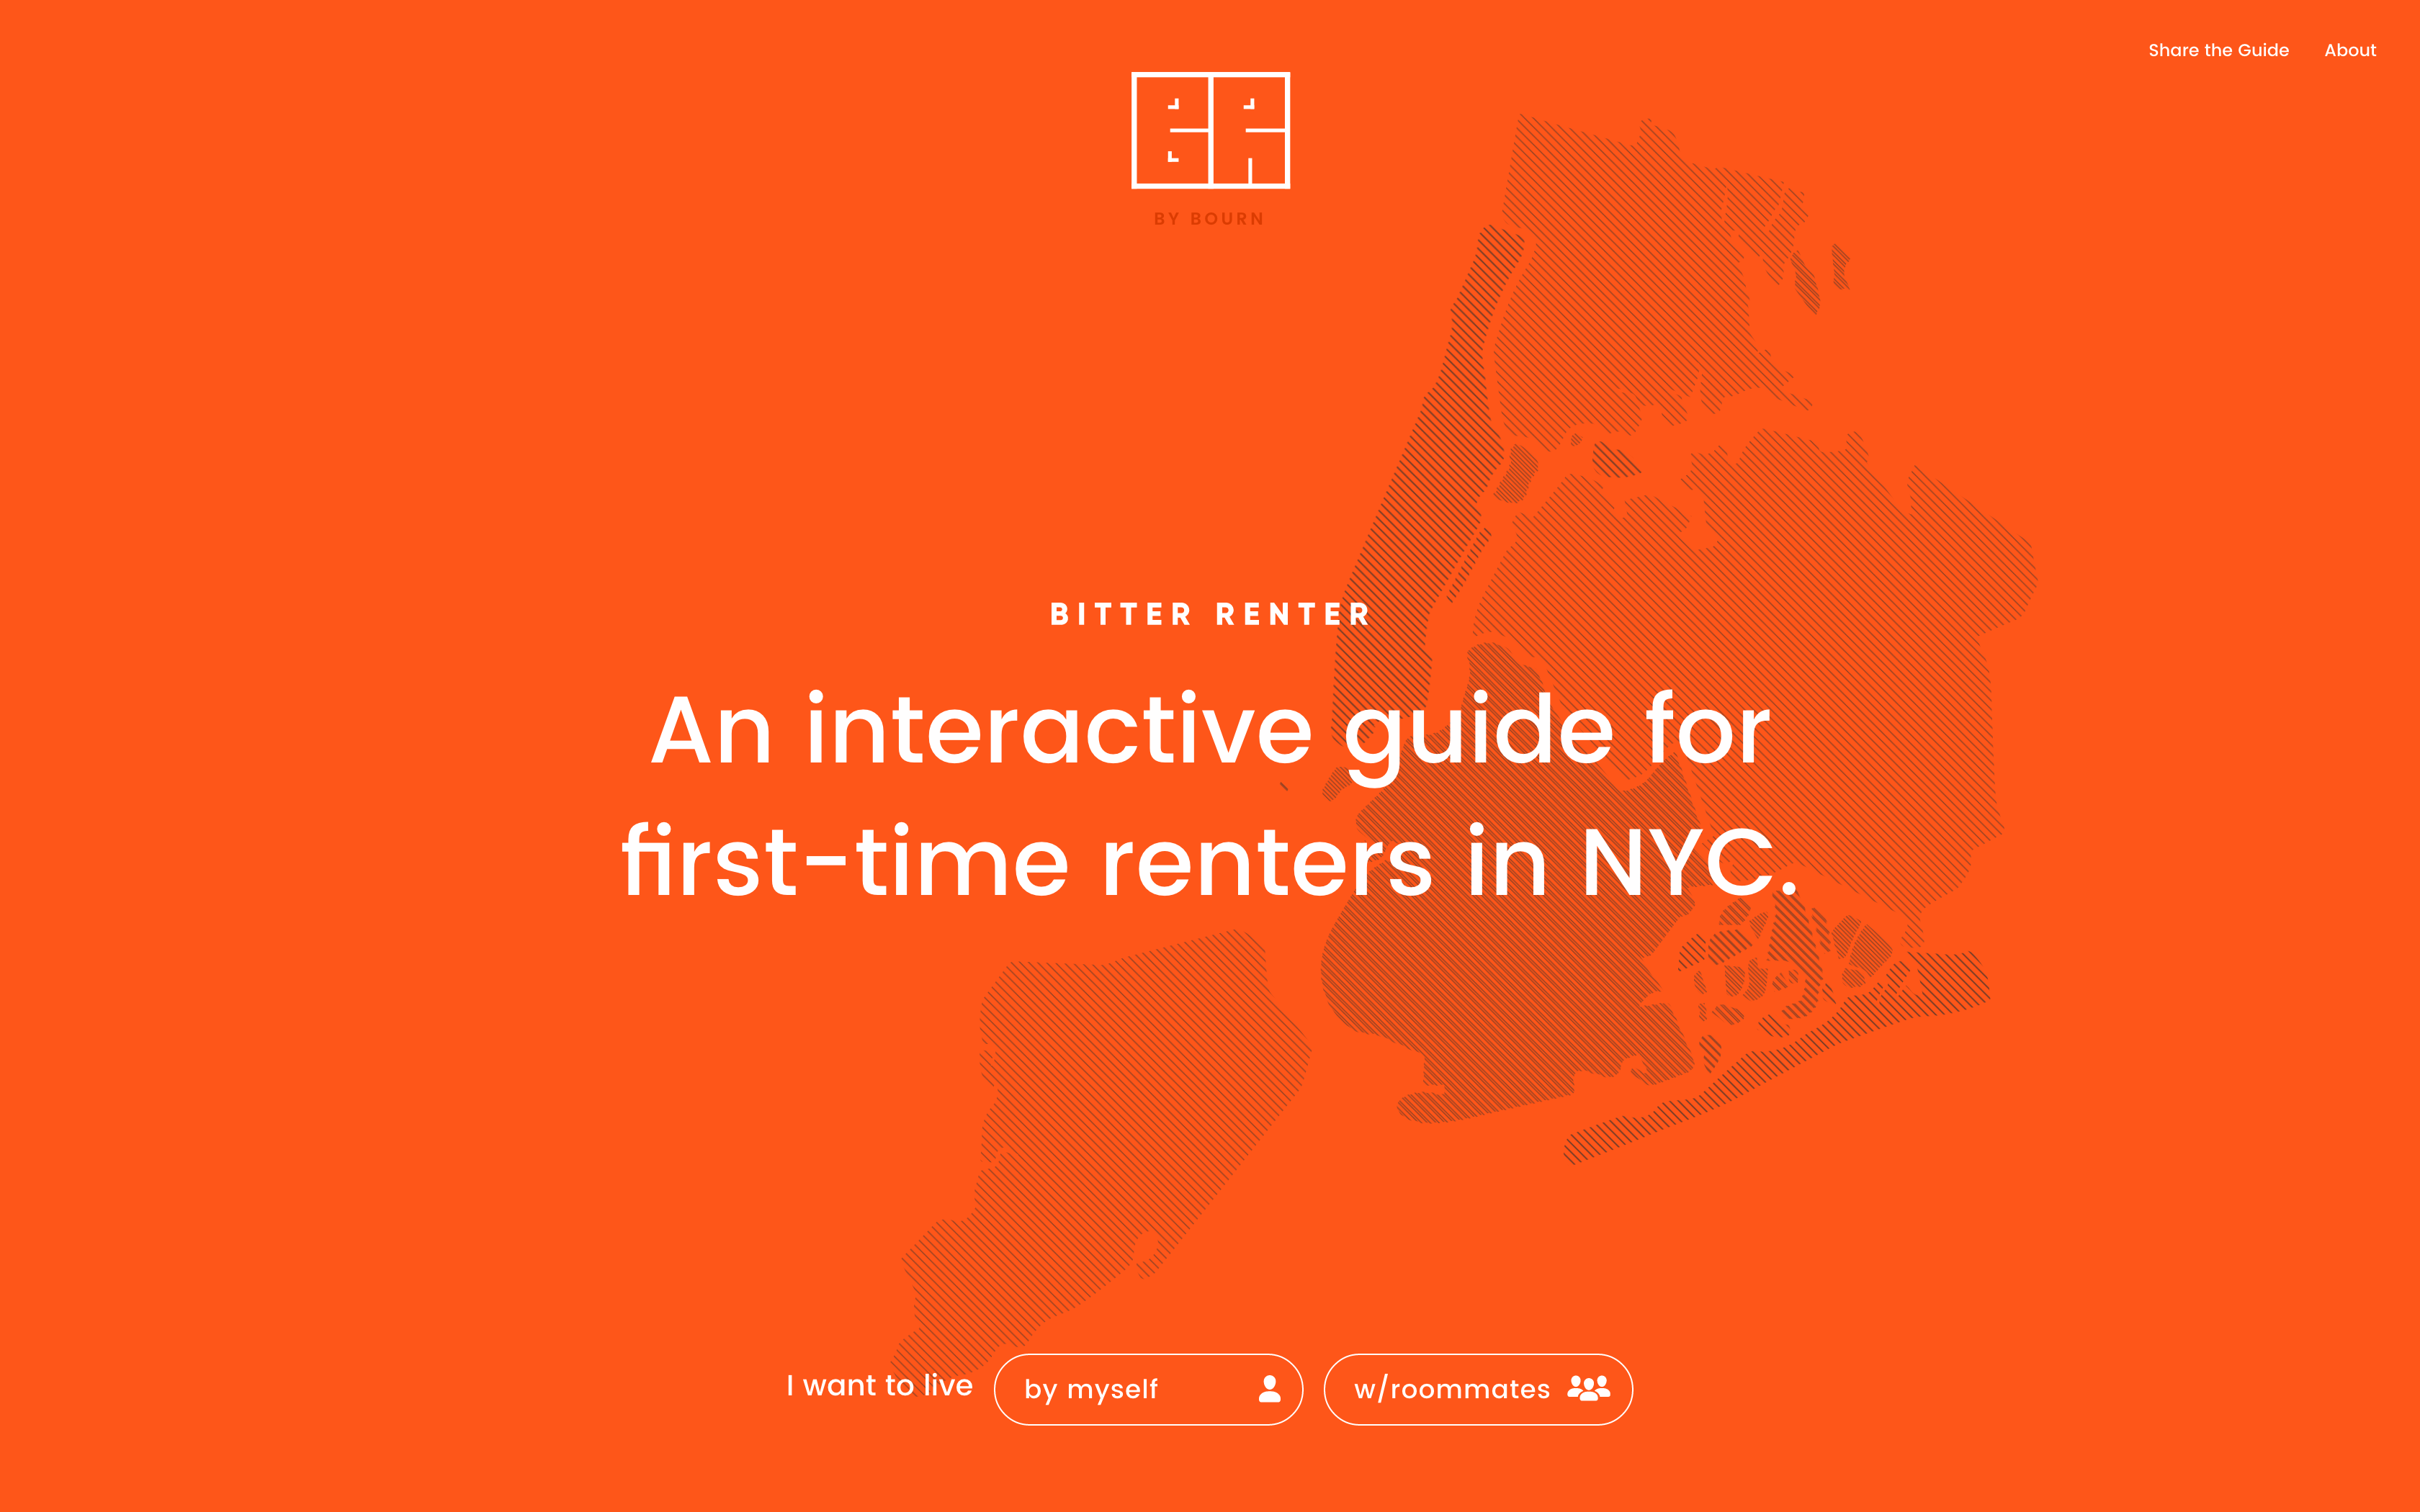 Share the Guide About
BY BOURN
BITTER RENTER
An interactive guide for
first-time renters in NYC.
I want to live by myself w/roommates